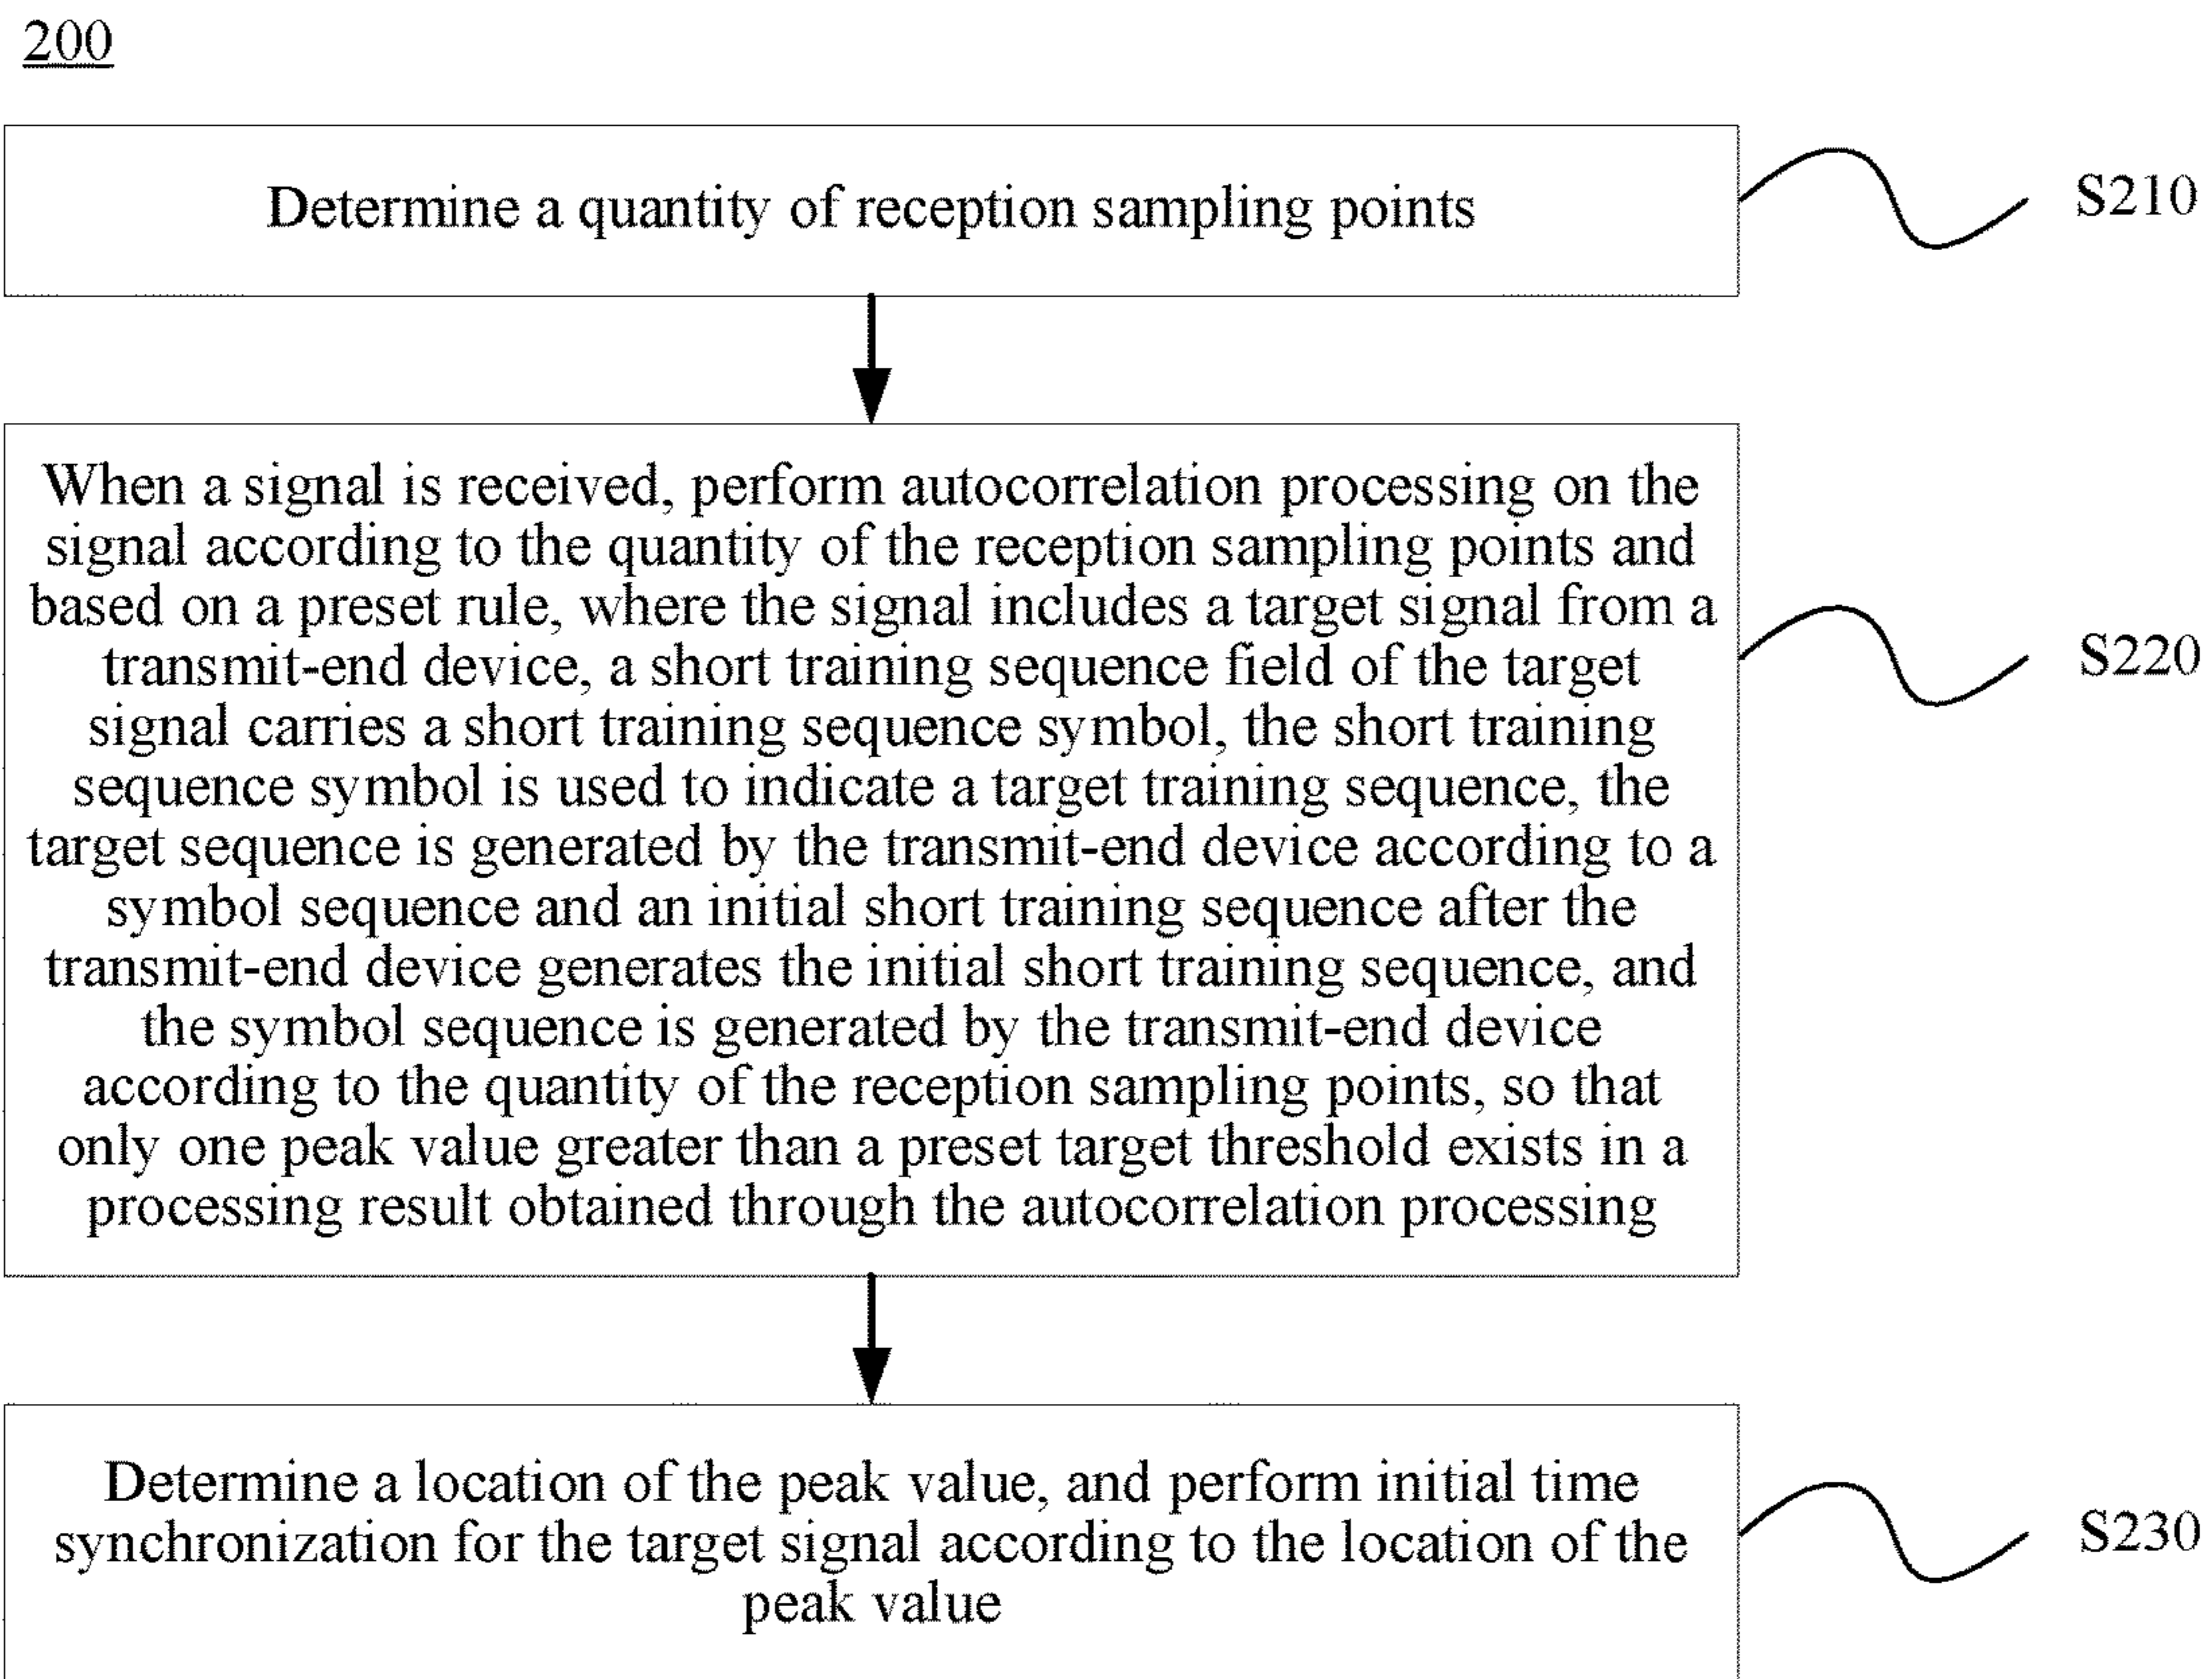 200
Determine a quantity of reception sampling points
S210
When a signal is received, perform autocorrelation processing on the
signal according to the quantity of the reception sampling points and
based on a preset rule, where the signal includes a target signal from a
transmit-end device, a short training sequence field of the target
signal carries a short training sequence symbol, the short training
sequence symbol is used to indicate a target training sequence, the
target sequence is generated by the transmit-end device according to a
symbol sequence and an initial short training sequence after the
transmit-end device generates the initial short training sequence, and
the symbol sequence is generated by the transmit-end device
according to the quantity of the reception sampling points, so that
only one peak value greater than a preset target threshold exists in a
processing result obtained through the autocorrelation processing
S220
Determine a location of the peak value, and perform initial time
synchronization for the target signal according to the location of the
peak value
S230